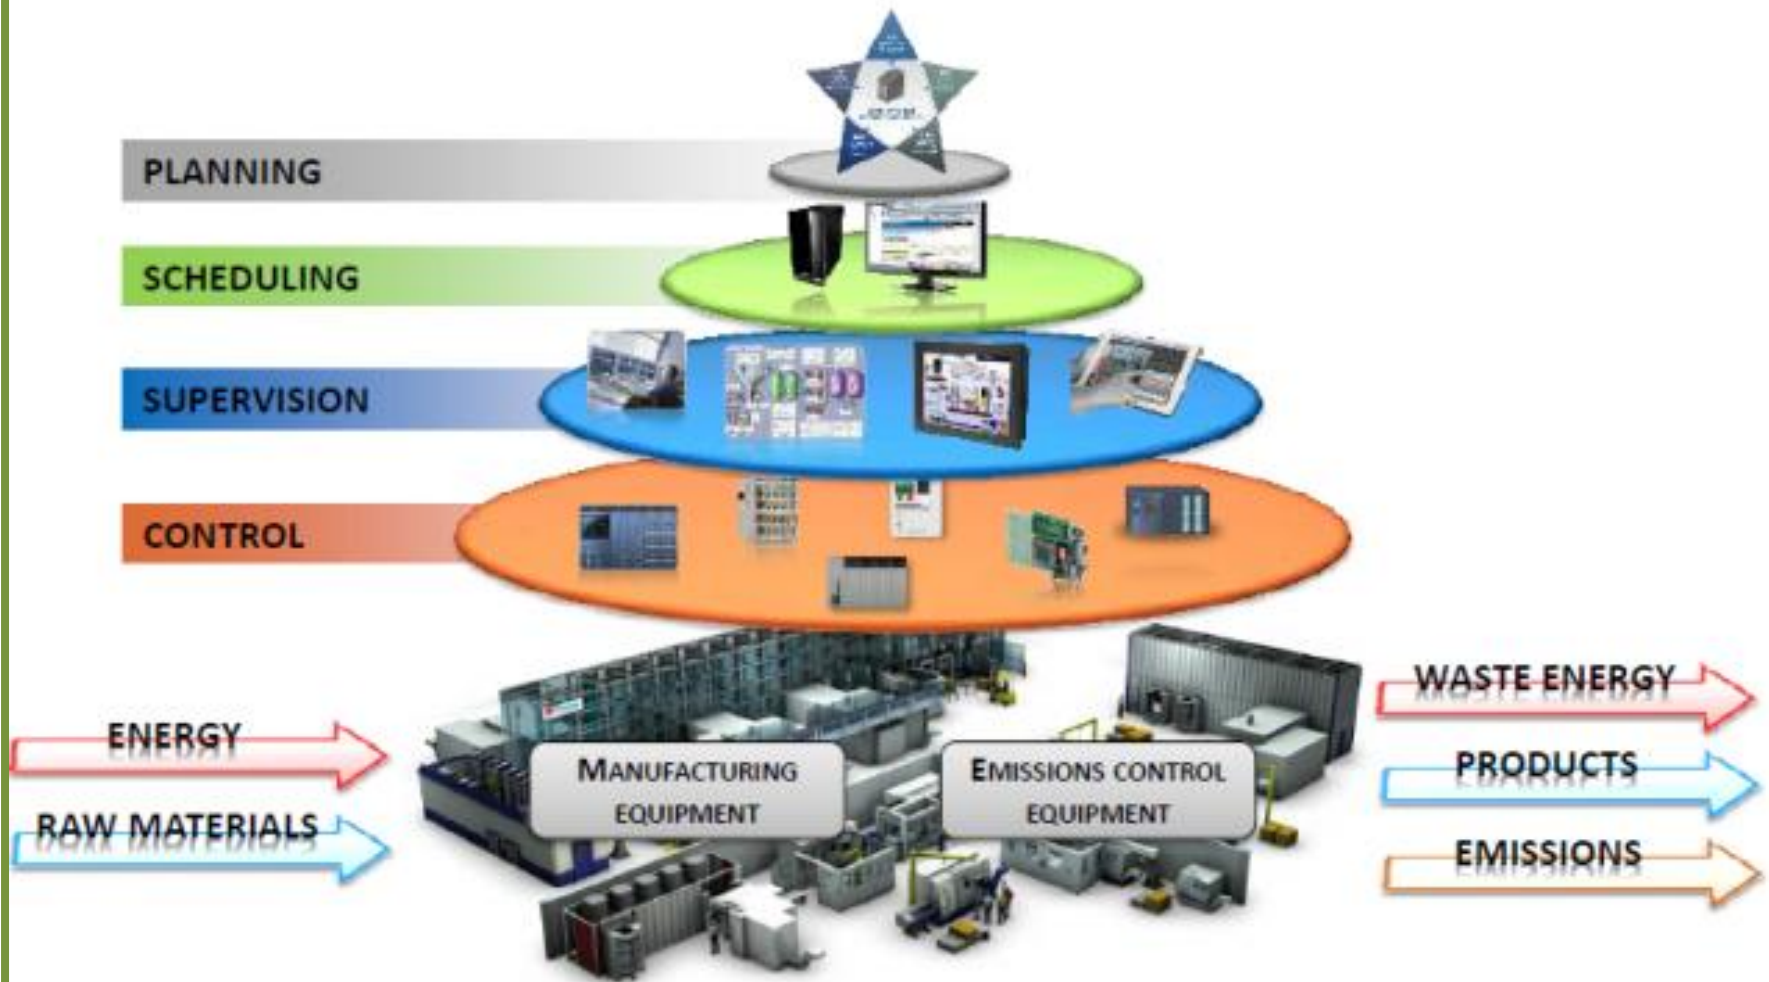 PLANNING
SCHEDULING
SUPERVISION
CONTROL
ENERGY
RAW MATERIALS
MANUFACTURING
EQUIPMENT
EMISSIONS CONTROL
EQUIPMENT
WASTE ENERGY
PRODUCTS
EMISSIONS